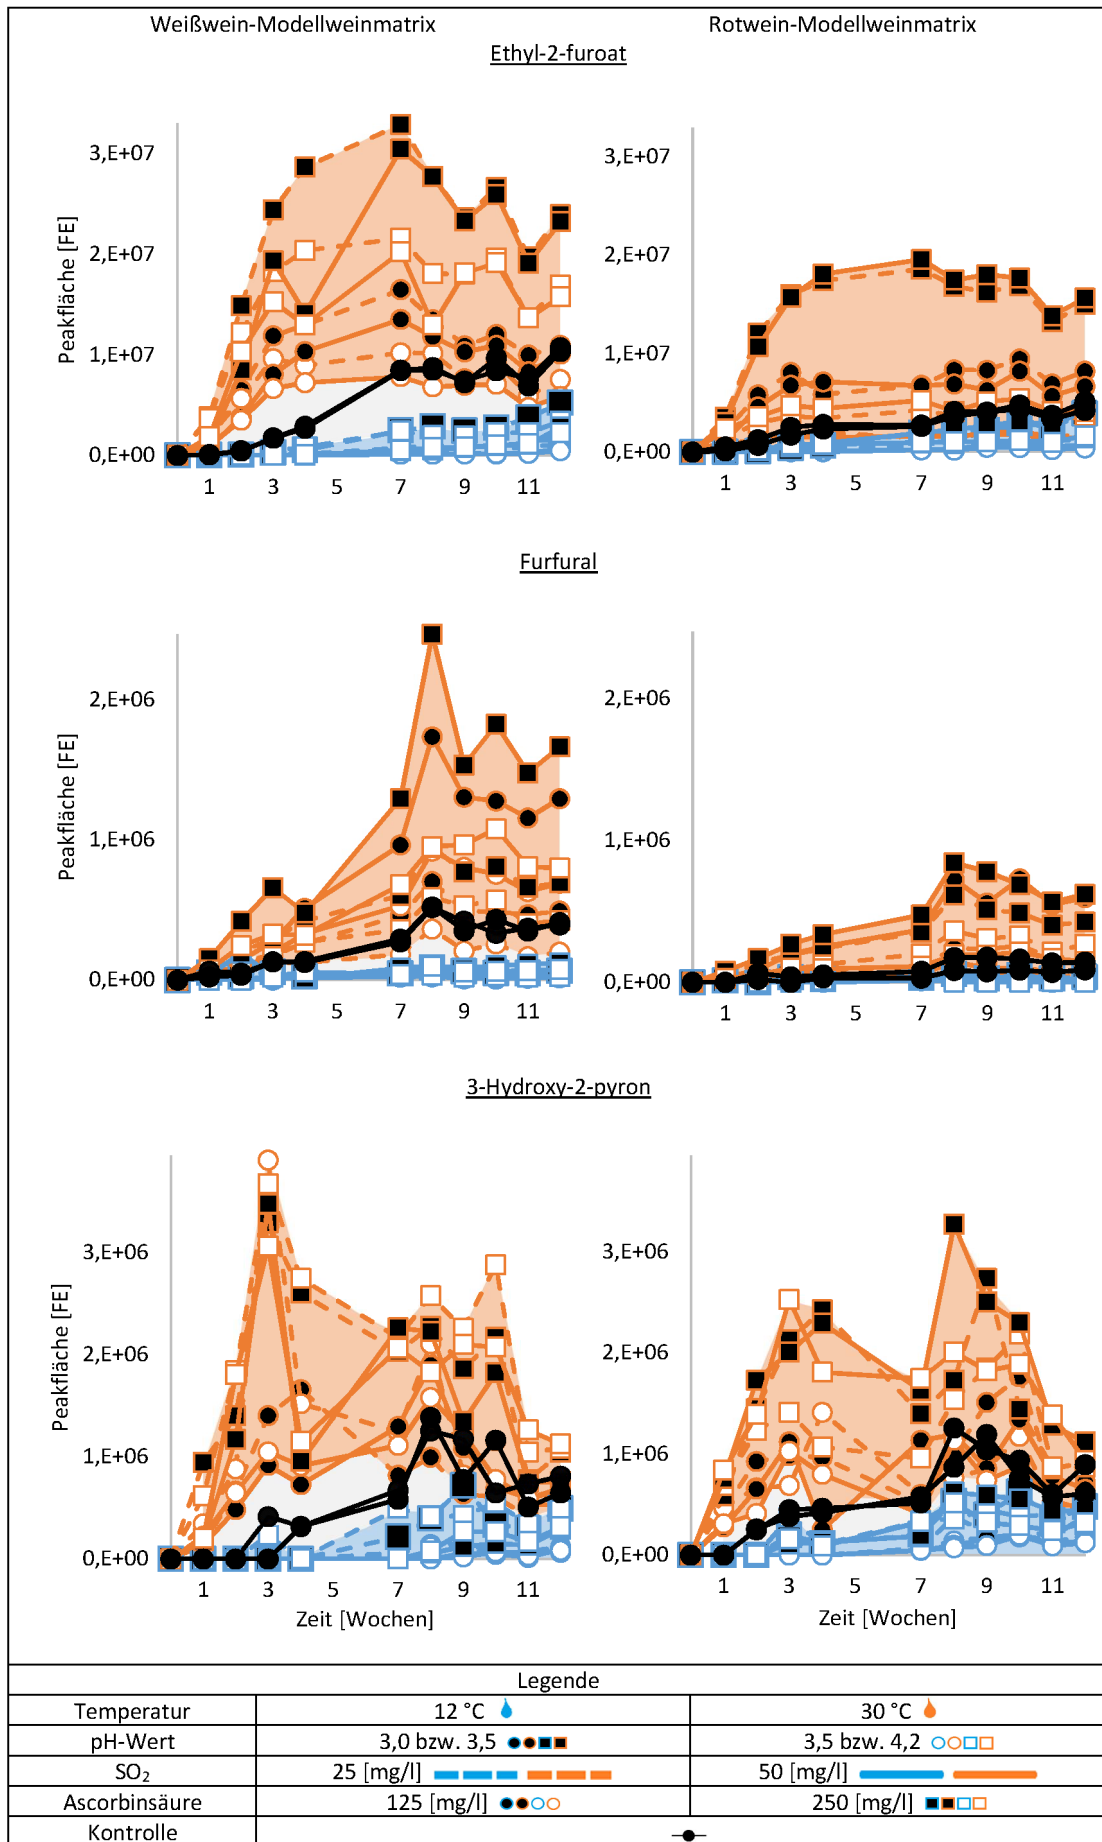 Weißwein-Modellweinmatrix Rotwein-Modellweinmatrix
Ethyl-2-furoat
Peakfläche [FE]
3,E+07
2,E+07
1,E+07
0,E+00
1 3 5 7 9 11
3,E+07
2,E+07
1,E+07
0,E+00
1 3 5 7 9 11
Furfural
Peakfläche [FE]
2,E+06
1,E+06
0,E+00
1 3 5 7 9 11
2,E+06
1,E+06
0,E+00
1 3 5 7 9 11
3-Hydroxy-2-pyron
Peakfläche [FE]
3,E+06
2,E+06
1,E+06
0,E+00
1 3 5 7 9 11
Zeit [Wochen]
3,E+06
2,E+06
1,E+06
0,E+00
1 3 5 7 9 11
Zeit [Wochen]
Legende
Temperatur 12 °C 30 °C
pH-Wert 3,0 bzw. 3,5 3,5 bzw. 4,2
SO₂ 25 [mg/l] 50 [mg/l]
Ascorbinsäure 125 [mg/l] 250 [mg/l]
Kontrolle